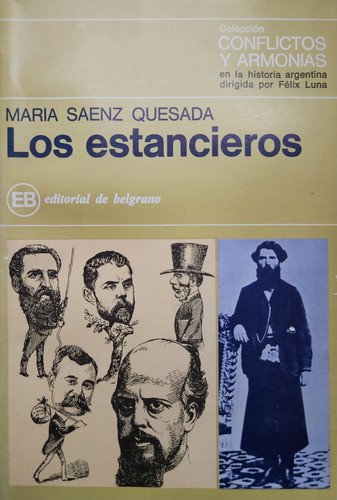 Colección
CONFLICTOS
Y ARMONIAS
en la historia argentina
dirigida por Félix Luna
MARIA SAENZ QUESADA
Los estancieros
EB editorial de belgrano